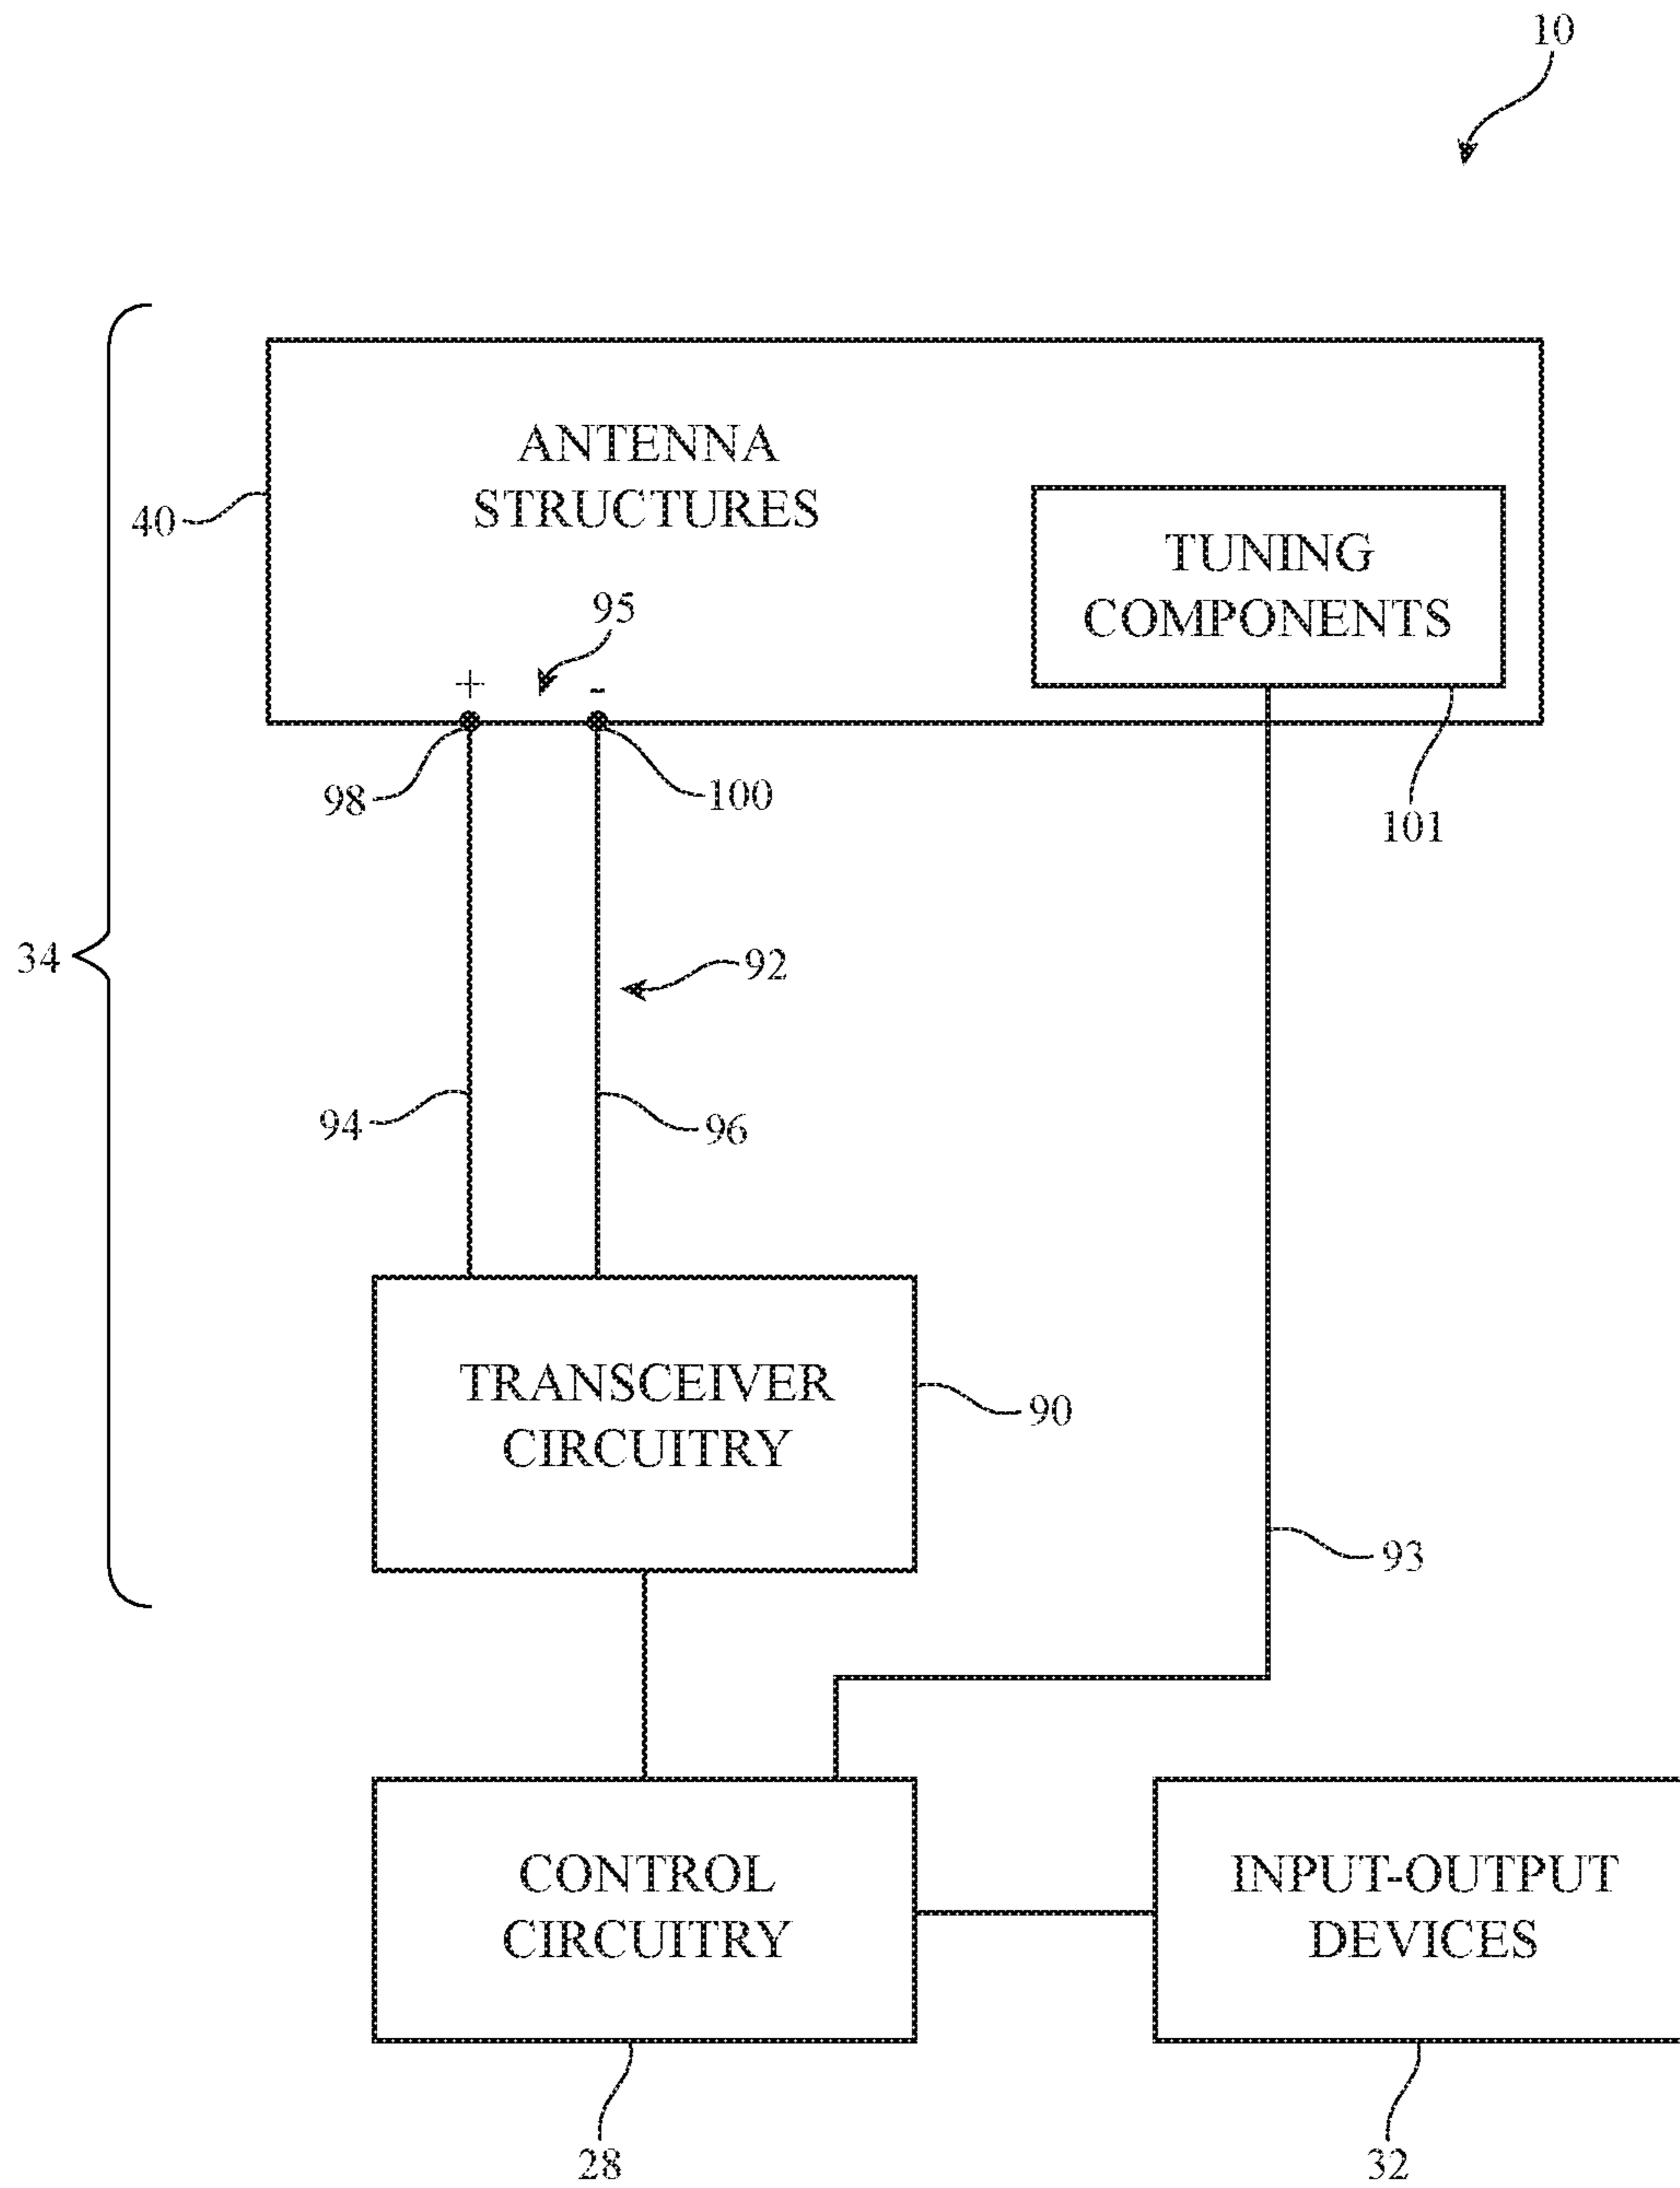 10
ANTENNA
STRUCTURES
40
TUNING
COMPONENTS
95
+
-
98
100
101
34
92
94
96
TRANSCEIVER
CIRCUITRY
90
93
CONTROL
CIRCUITRY
INPUT-OUTPUT
DEVICES
28
32